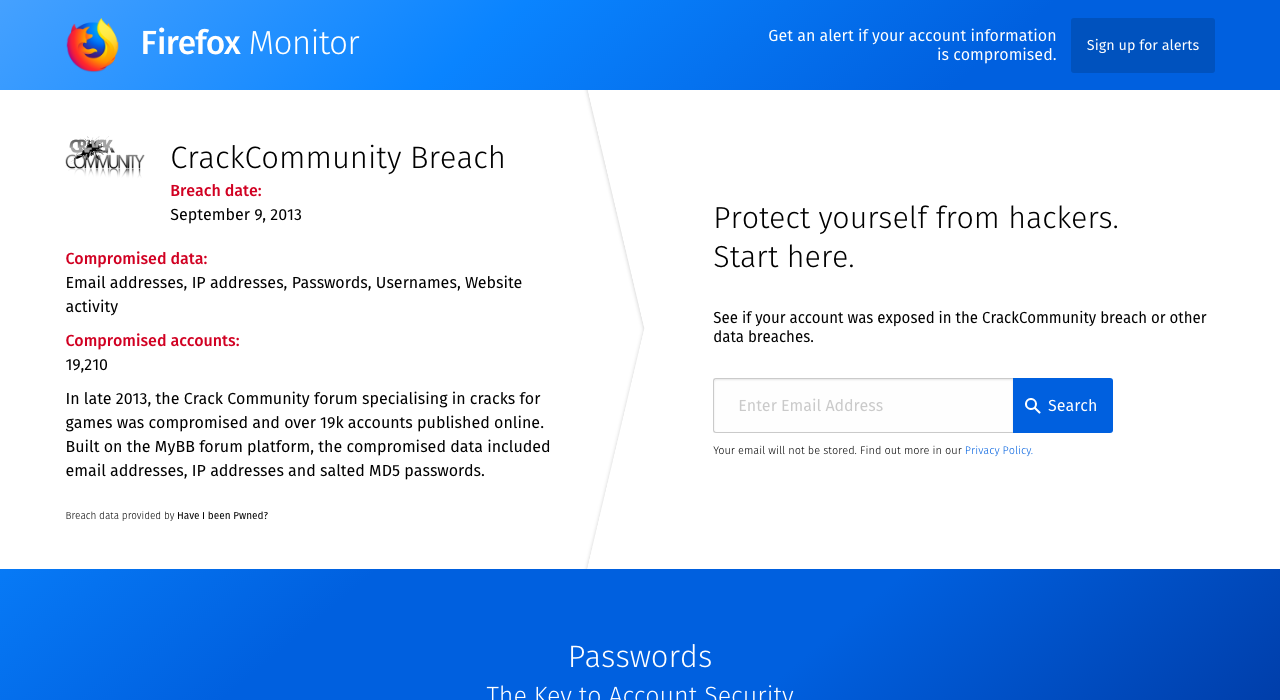 Firefox Monitor
Get an alert if your account information
is compromised.
Sign up for alerts
CRACK
COMMUNITY
CrackCommunity Breach
Breach date:
September 9, 2013
Compromised data:
Email addresses, IP addresses, Passwords, Usernames, Website
activity
Compromised accounts:
19,210
In late 2013, the Crack Community forum specialising in cracks for
games was compromised and over 19k accounts published online.
Built on the MyBB forum platform, the compromised data included
email addresses, IP addresses and salted MD5 passwords.
Breach data provided by Have I been Pwned?
Protect yourself from hackers.
Start here.
See if your account was exposed in the CrackCommunity breach or other
data breaches.
Enter Email Address
Search
Your email will not be stored. Find out more in our Privacy Policy.
Passwords
The Key to Account Security